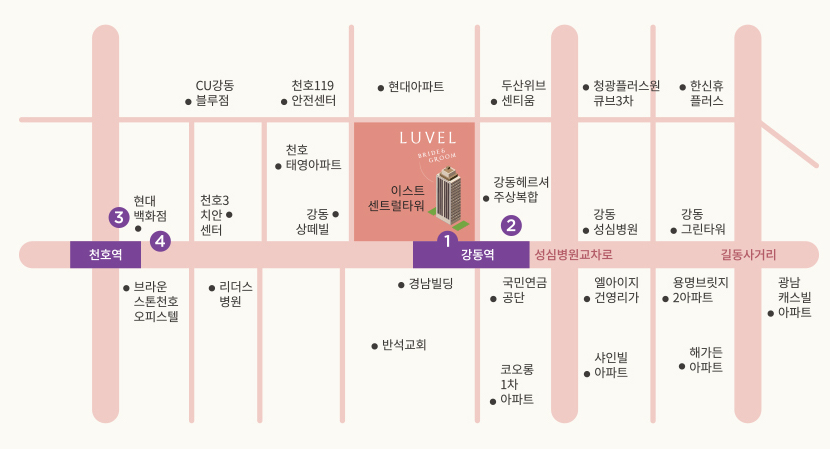 CU강동
블루점
천호119
안전센터
현대아파트
두산위브
센티움
청광플러스원
큐브3차
한신휴
플러스
LUVEL
BRIDE&
GROOM
이스트
센트럴타워
천호
태영아파트
강동헤르셔
주상복합
현대
백화점
천호3
치안
센터
강동
상떼빌
강동
성심병원
강동
그린타워
3
4
1
2
천호역
강동역
성심병원교차로
길동사거리
브라운
스톤천호
오피스텔
리더스
병원
경남빌딩
국민연금
공단
엘아이지
건영리가
용명브릿지
2아파트
광남
캐스빌
아파트
반석교회
코오롱
1차
아파트
샤인빌
아파트
해가든
아파트